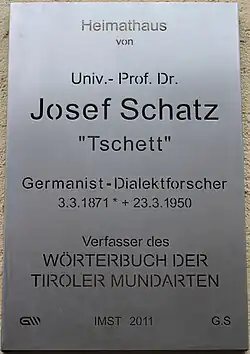 Heimathaus
von
Univ.- Prof. Dr.
Josef Schatz
"Tschett"
Germanist - Dialektforscher
3.3.1871 * + 23.3.1950
Verfasser des
WÖRTERBUCH DER
TIROLER MUNDARTEN
GW IMST 2011 G.S